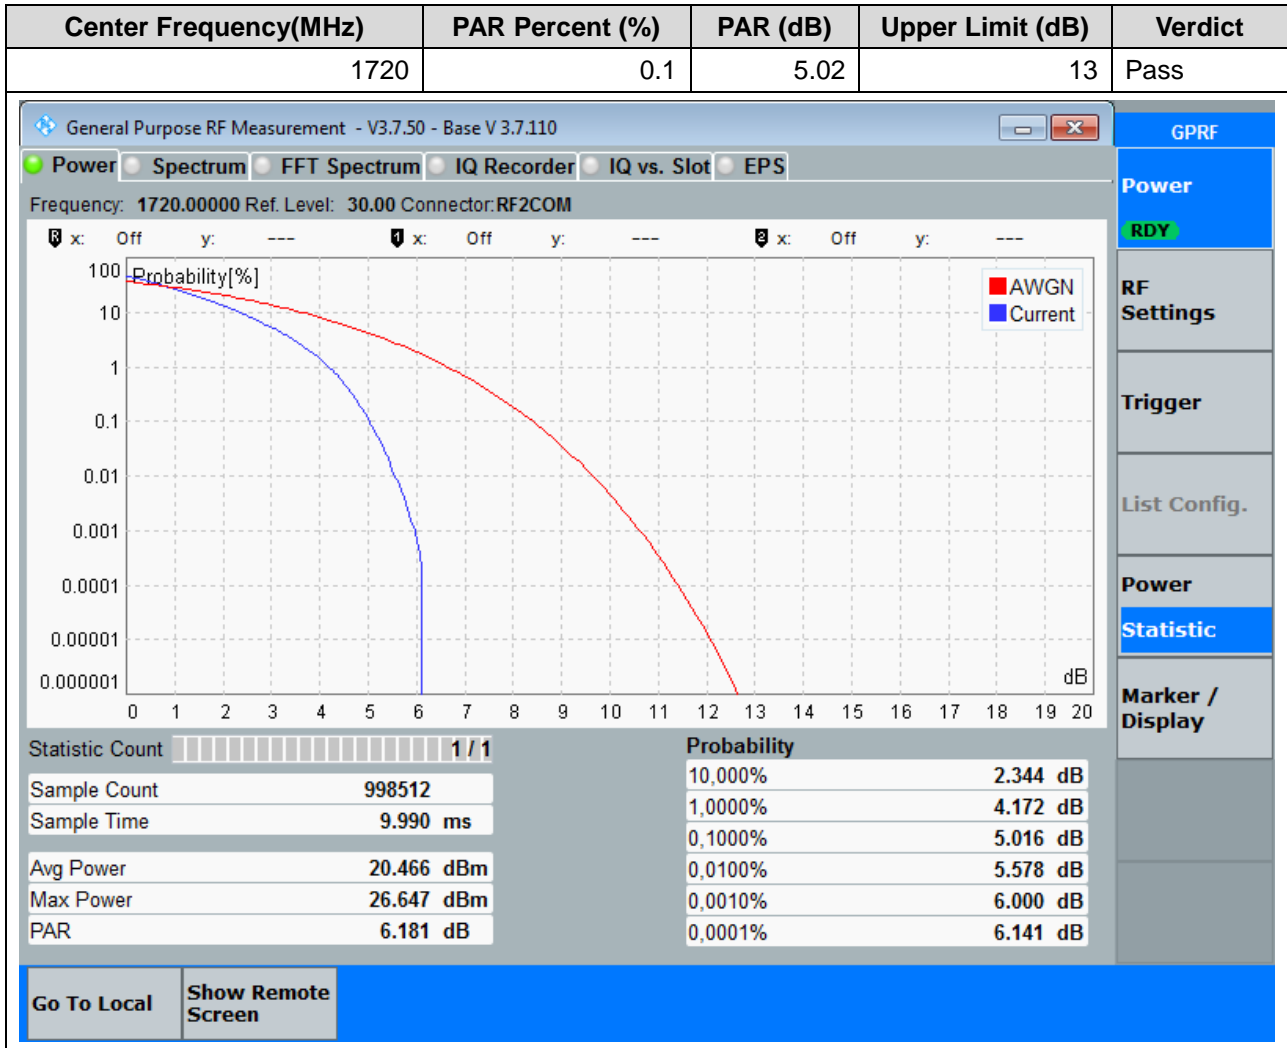 Center Frequency(MHz) PAR Percent (%) PAR (dB) Upper Limit (dB) Verdict
1720 0.1 5.02 13 Pass
General Purpose RF Measurement - V3.7.50 - Base V 3.7.110
GPRF
Power Spectrum FFT Spectrum IQ Recorder IQ vs. Slot EPS
Frequency: 1720.00000 Ref. Level: 30.00 Connector:RF2COM
R x: Off y: --- 1 x: Off y: --- 2 x: Off y: ---
Probability[%]
AWGN
Current
100
10
1
0.1
0.01
0.001
0.0001
0.00001
0.000001
dB
0 1 2 3 4 5 6 7 8 9 10 11 12 13 14 15 16 17 18 19 20
Statistic Count 1 / 1
Sample Count 998512
Sample Time 9.990 ms
Avg Power 20.466 dBm
Max Power 26.647 dBm
PAR 6.181 dB
Probability
10,000% 2.344 dB
1,0000% 4.172 dB
0,1000% 5.016 dB
0,0100% 5.578 dB
0,0010% 6.000 dB
0,0001% 6.141 dB
Power
RDY
RF
Settings
Trigger
List Config.
Power
Statistic
Marker /
Display
Go To Local
Show Remote
Screen